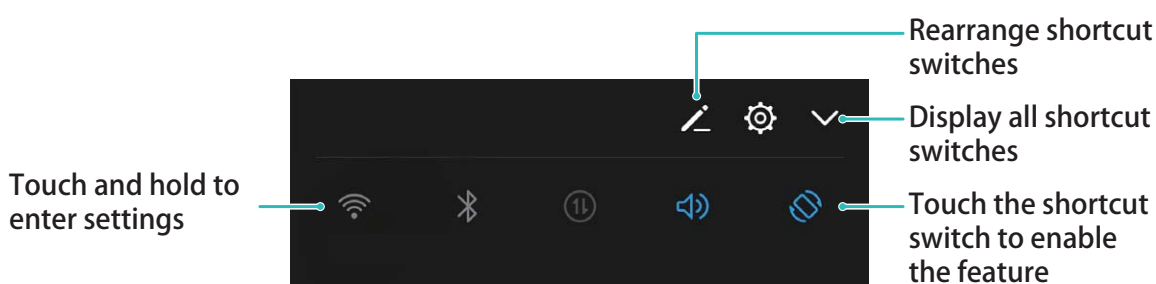 Rearrange shortcut
switches
Display all shortcut
switches
Touch and hold to
enter settings
Touch the shortcut
switch to enable
the feature